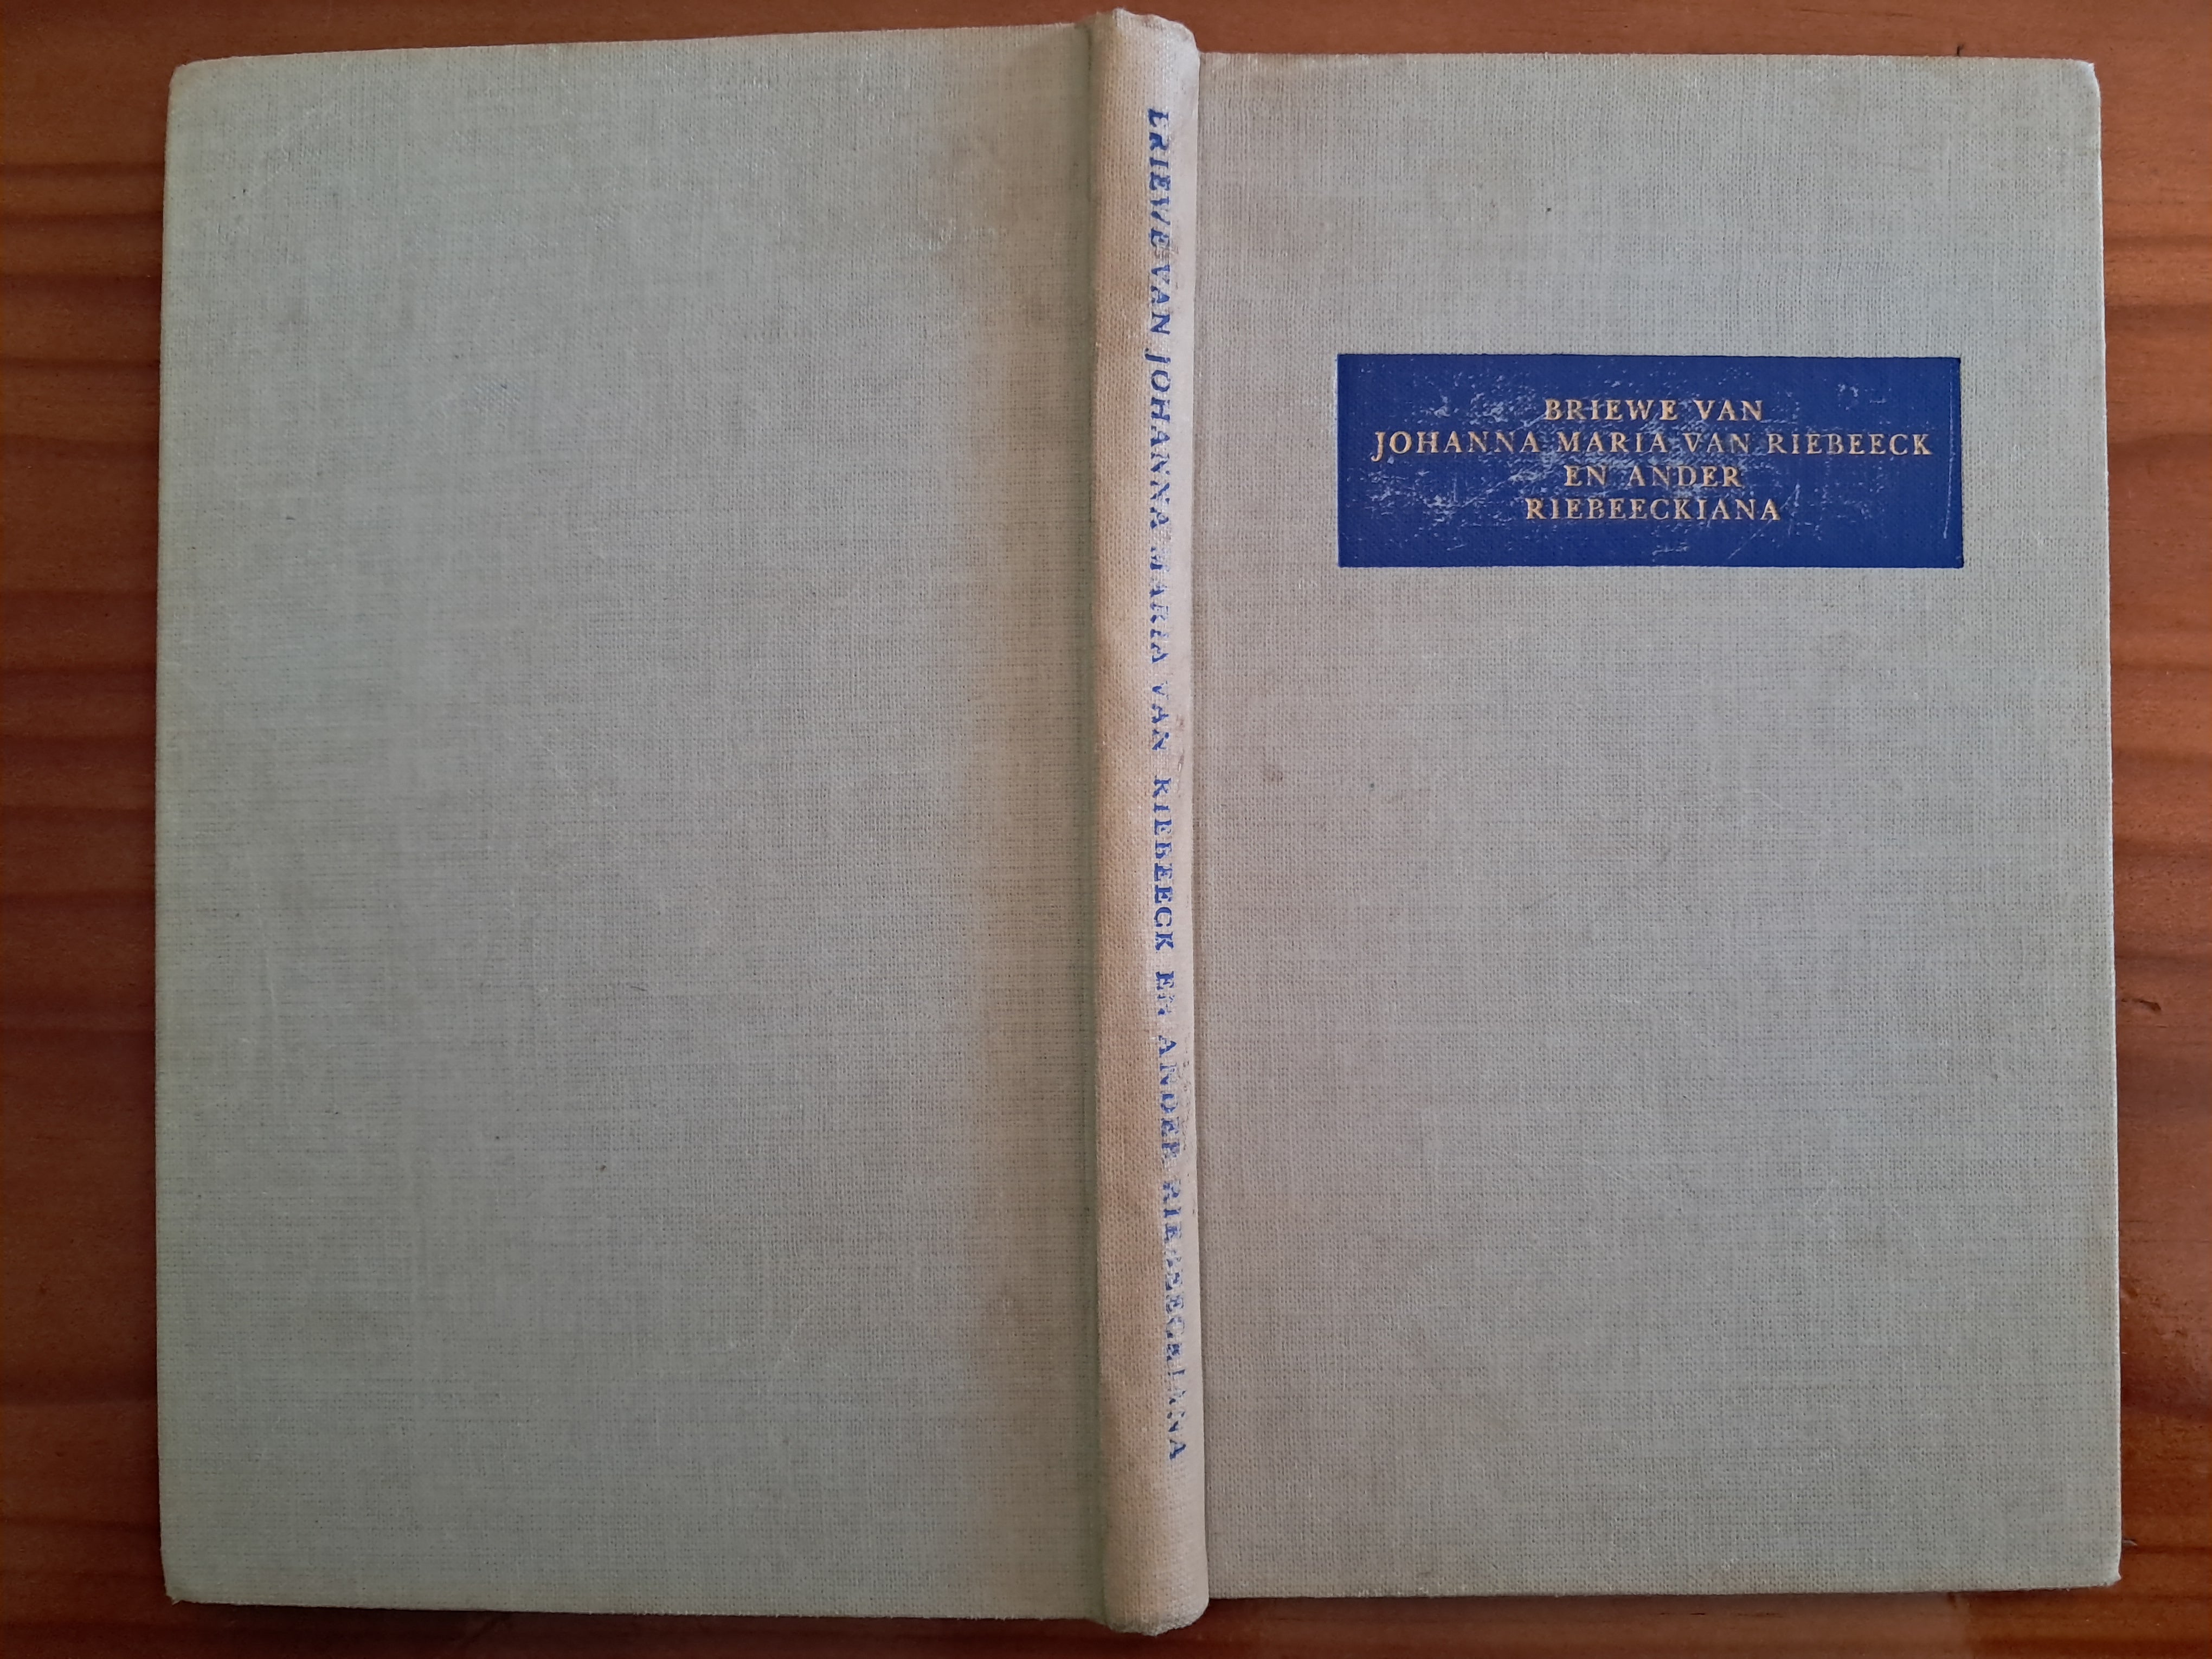 BRIEWE VAN JOHANNA MARIA VAN RIEBEECK EN ANDER RIEBEECKIANA
BRIEWE VAN
JOHANNA MARIA VAN RIEBEECK
EN ANDER
RIEBEECKIANA